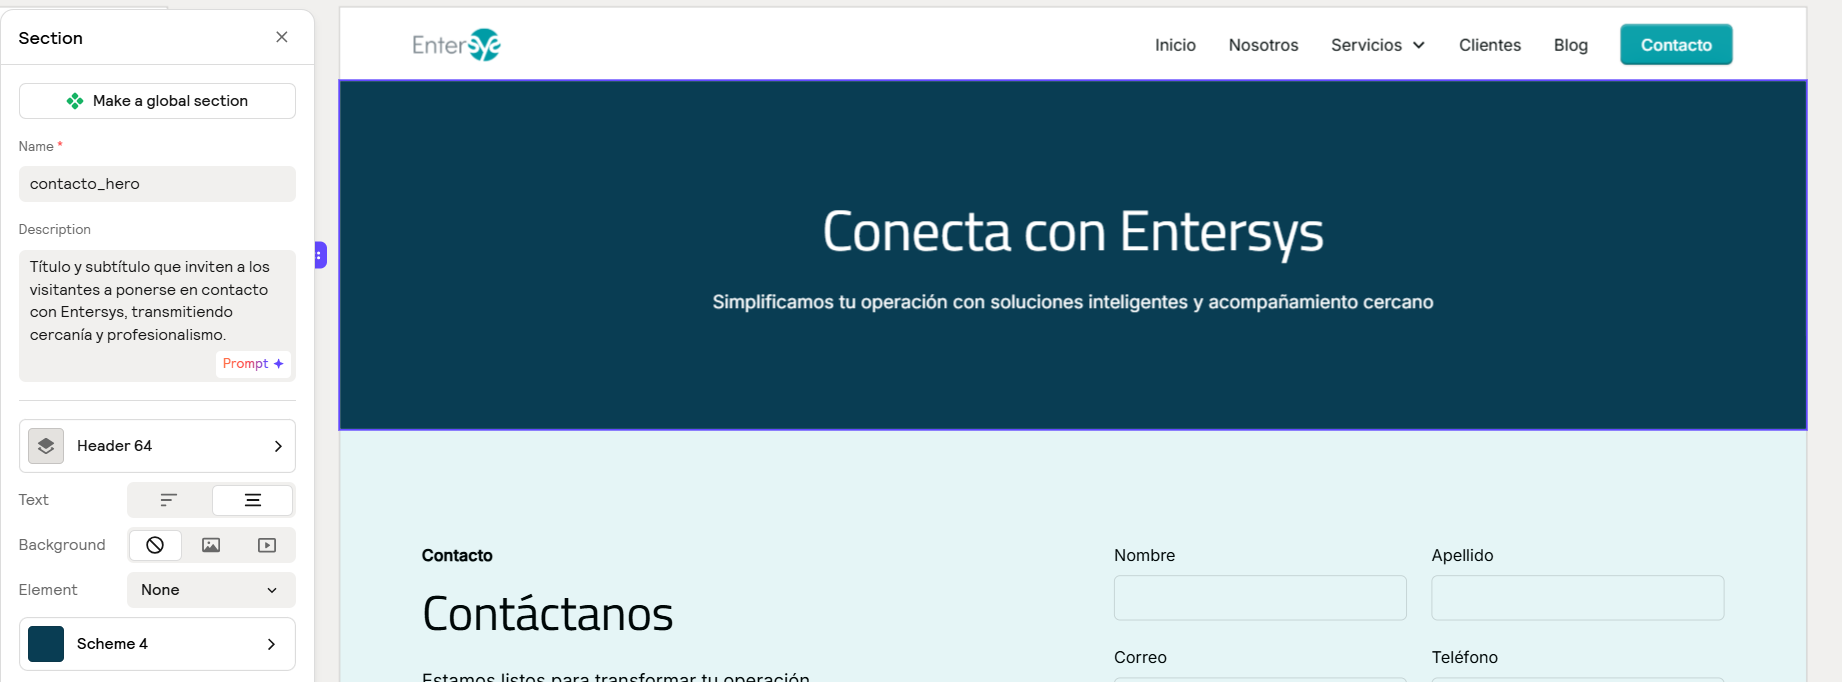 Section
Make a global section
Name *
contacto_hero
Description
Título y subtítulo que inviten a los
visitantes a ponerse en contacto
con Entersys, transmitiendo
cercanía y profesionalismo.
Prompt
Header 64
Text
Background
Element
None
Scheme 4
EnterSye
Inicio
Nosotros
Servicios
Clientes
Blog
Contacto
Conecta con Entersys
Simplificamos tu operación con soluciones inteligentes y acompañamiento cercano
Contacto
Contáctanos
Estamos listos para transformar tu operación
Nombre
Apellido
Correo
Teléfono